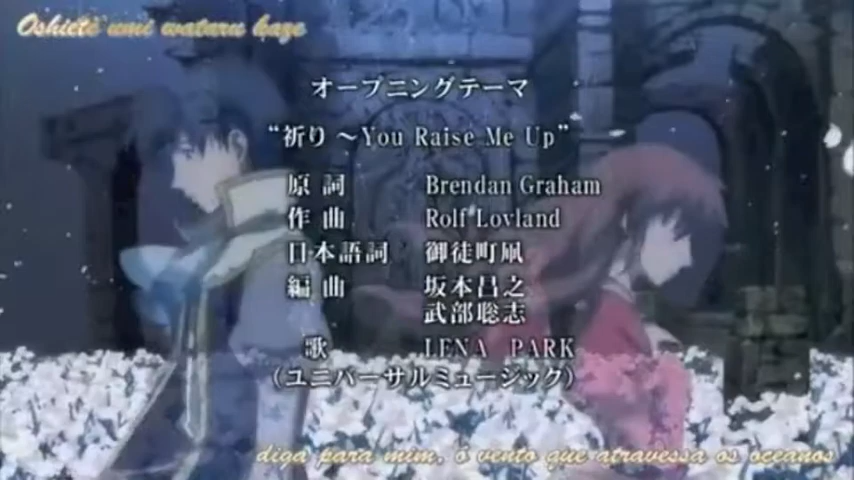 Oshiete umi wataru kaze
オープニングテーマ
“祈り ～You Raise Me Up”
原 詞 Brendan Graham
作 曲 Rolf Lovland
日本語詞 御徒町凧
編 曲 坂本昌之
武部聡志
歌 LENA PARK
（ユニバーサルミュージック）
diga para mim, ó vento que atravessa os oceanos